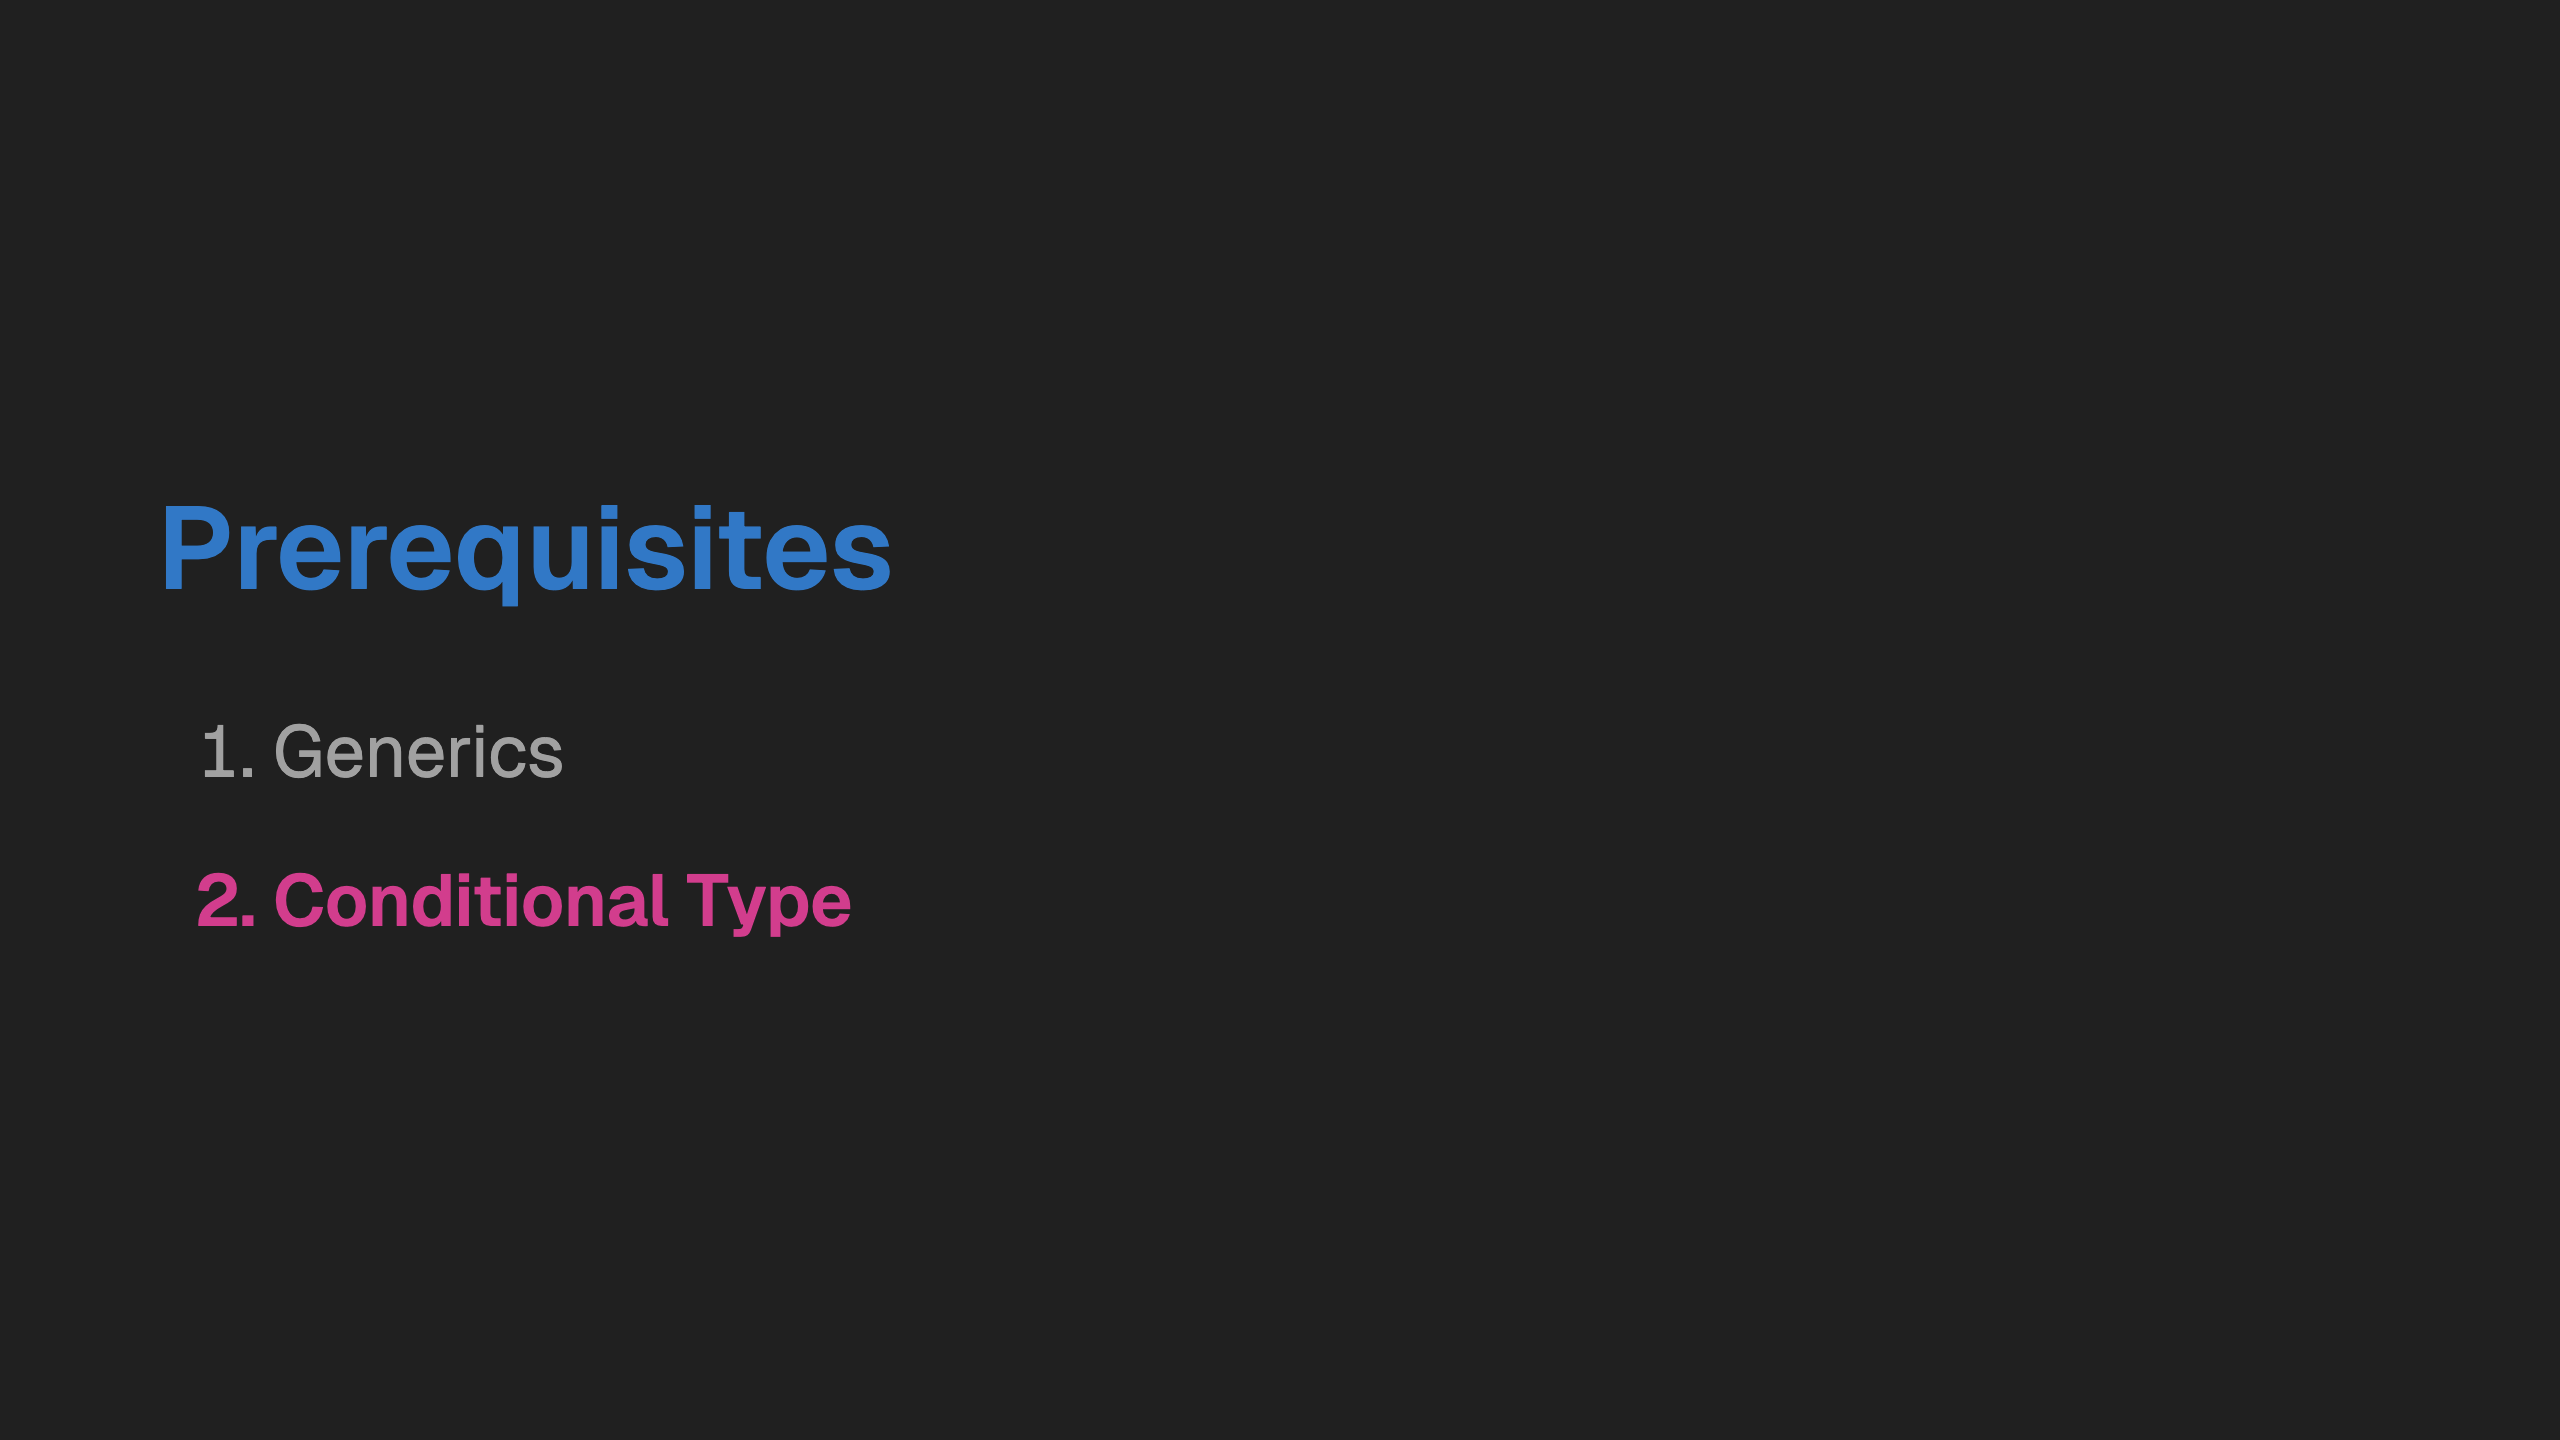 Prerequisites
1. Generics
2. Conditional Type